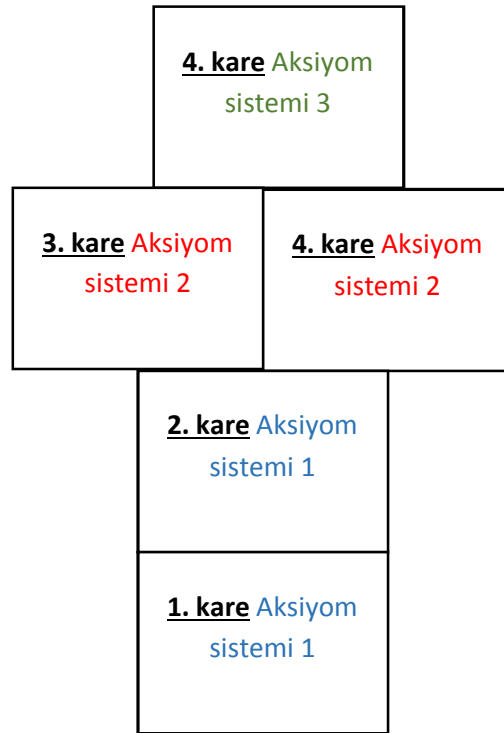 4. kare Aksiyom
sistemi 3
3. kare Aksiyom
sistemi 2
4. kare Aksiyom
sistemi 2
2. kare Aksiyom
sistemi 1
1. kare Aksiyom
sistemi 1